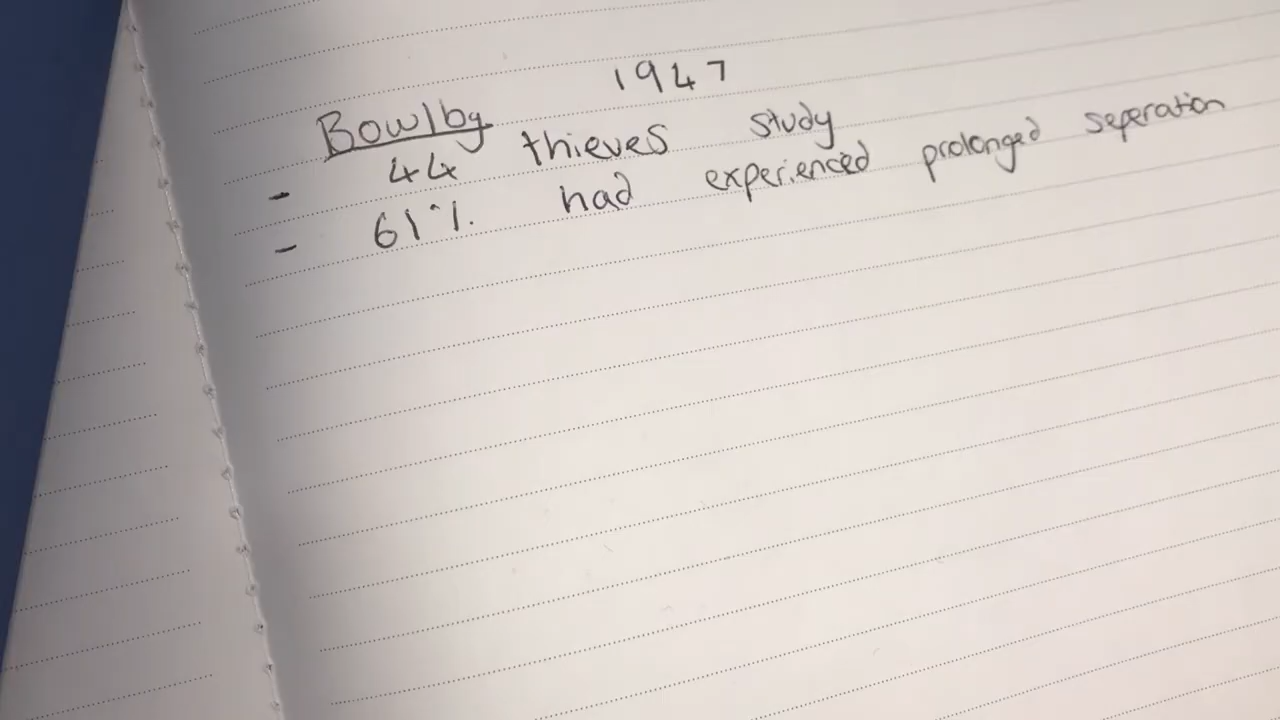 Bowlby 1947
- 44 thieves study
- 61% had experienced prolonged seperation